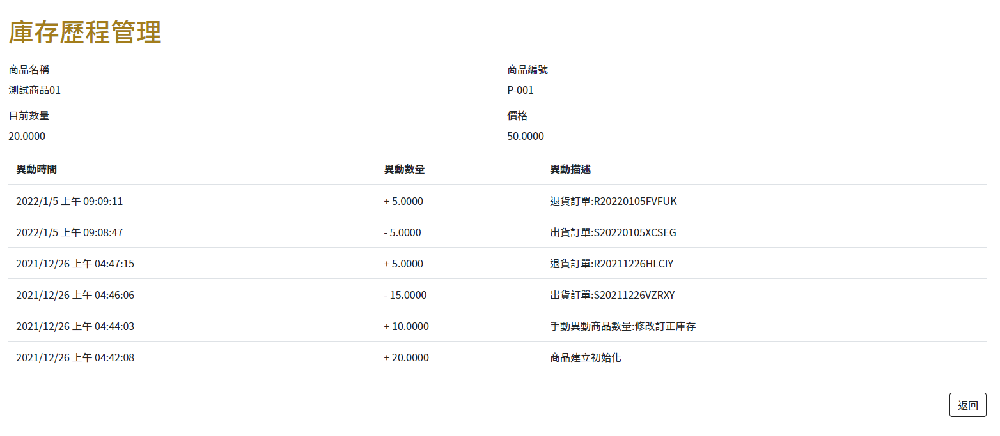 庫存歷程管理
商品名稱 商品編號
測試商品01 P-001
目前數量 價格
20.0000 50.0000
異動時間 異動數量 異動描述
2022/1/5 上午 09:09:11 + 5.0000 退貨訂單:R20220105FVFUK
2022/1/5 上午 09:08:47 - 5.0000 出貨訂單:S20220105XCSEG
2021/12/26 上午 04:47:15 + 5.0000 退貨訂單:R20211226HLCIY
2021/12/26 上午 04:46:06 - 15.0000 出貨訂單:S20211226VZRXY
2021/12/26 上午 04:44:03 + 10.0000 手動異動商品數量:修改訂正庫存
2021/12/26 上午 04:42:08 + 20.0000 商品建立初始化
返回